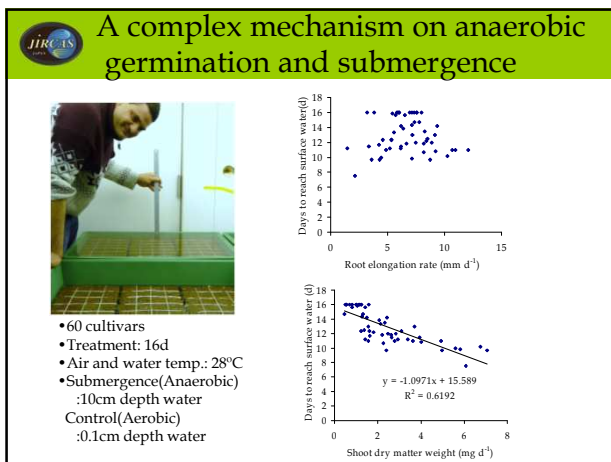 JIRCAS
JAPAN
A complex mechanism on anaerobic
germination and submergence
•60 cultivars
•Treatment: 16d
•Air and water temp.: 28°C
•Submergence(Anaerobic)
:10cm depth water
Control(Aerobic)
:0.1cm depth water
Days to reach surface water(d)
18
16
14
12
10
8
6
4
2
0
0 5 10 15
Root elongation rate (mm d⁻¹)
Days to reach surface water (d)
18
16
14
12
10
8
6
4
2
0
y = -1.0971x + 15.589
R² = 0.6192
0 2 4 6 8
Shoot dry matter weight (mg d⁻¹)